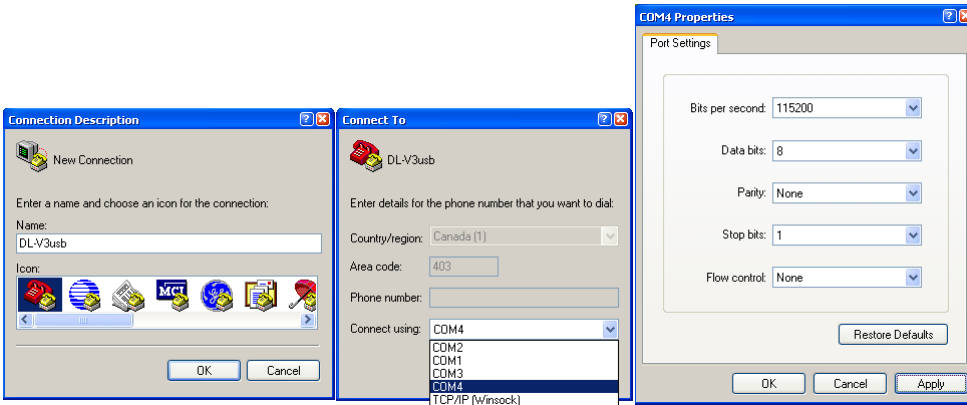 Connection Description
New Connection
Enter a name and choose an icon for the connection:
Name:
DL-V3usb
Icon:
MCI
OK
Cancel
Connect To
DL-V3usb
Enter details for the phone number that you want to dial:
Country/region: Canada (1)
Area code: 403
Phone number:
Connect using: COM4
COM2
COM1
COM3
COM4
TCP/IP (Winsock)
COM4 Properties
Port Settings
Bits per second: 115200
Data bits: 8
Parity: None
Stop bits: 1
Flow control: None
Restore Defaults
OK
Cancel
Apply